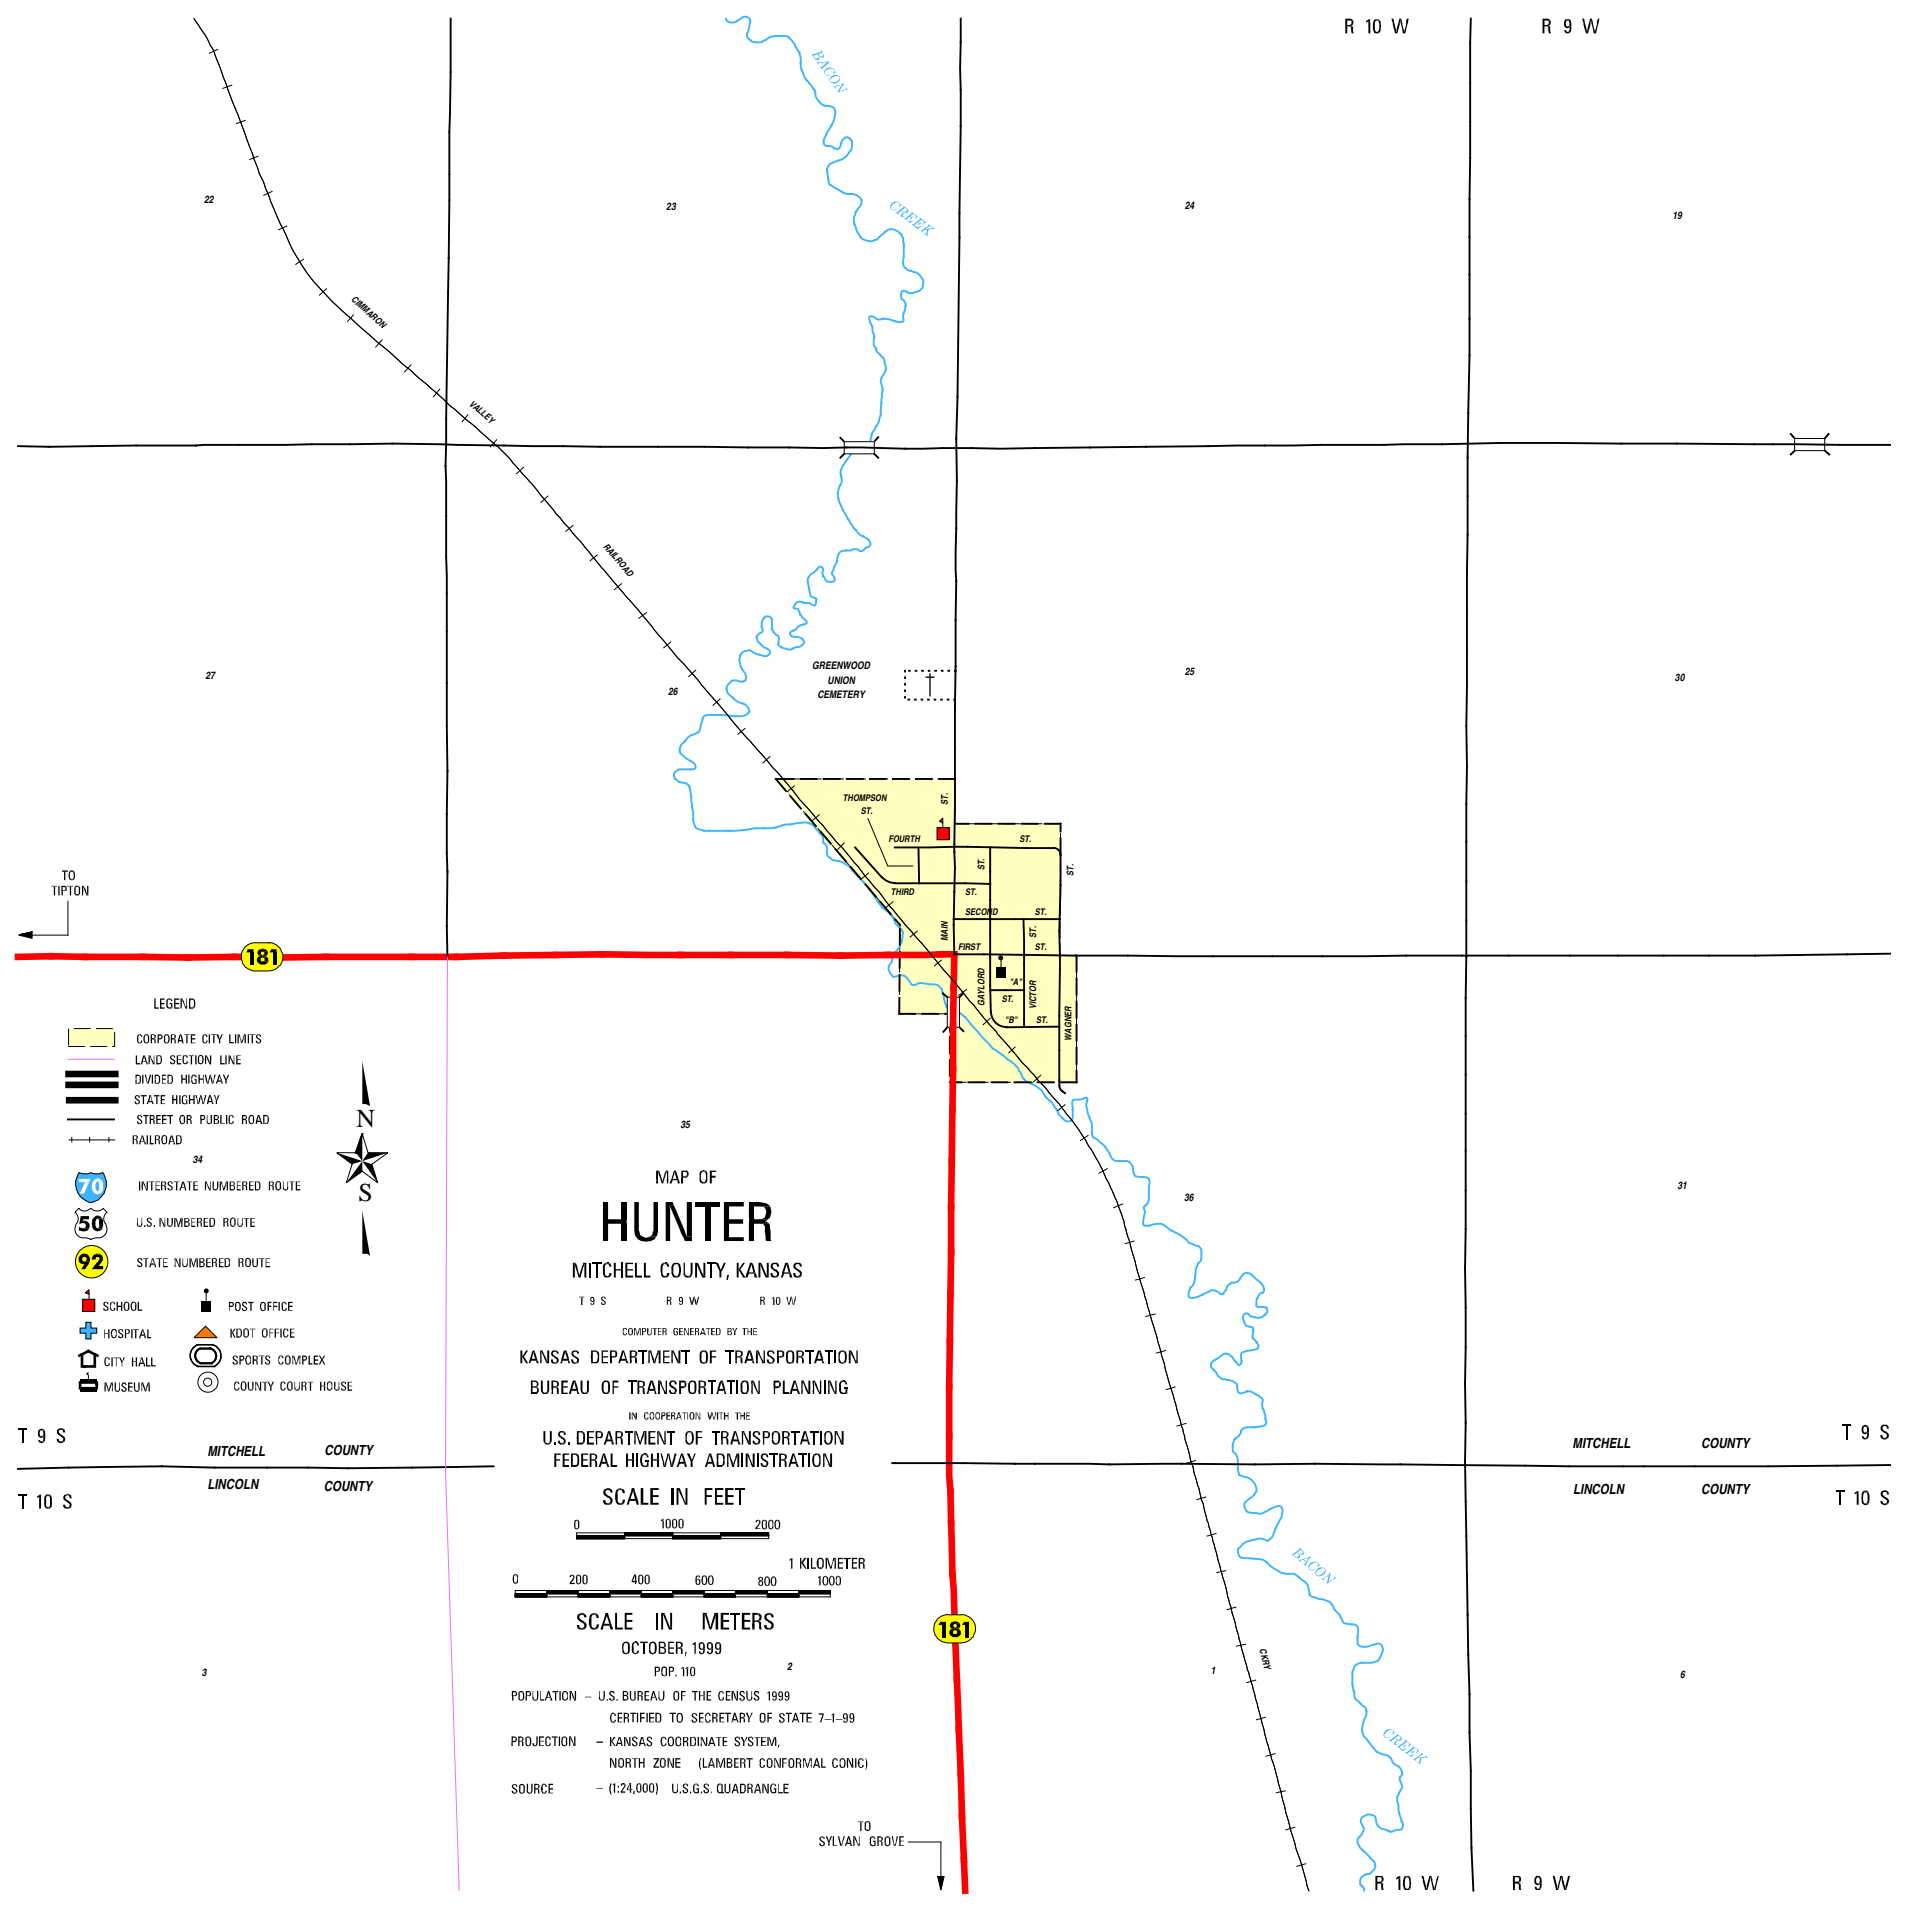 R 10 W
R 9 W
BACON
CREEK
22
23
24
19
CIMMARON
VALLEY
RAILROAD
GREENWOOD
UNION
CEMETERY
27
26
25
30
THOMPSON
ST.
ST.
FOURTH
ST.
ST.
ST.
THIRD
ST.
SECOND
ST.
MAIN
ST.
FIRST
ST.
TO
TIPTON
181
GAYLORD
"A"
ST.
VICTOR
"B"
ST.
WAGNER
LEGEND
CORPORATE CITY LIMITS
LAND SECTION LINE
DIVIDED HIGHWAY
STATE HIGHWAY
STREET OR PUBLIC ROAD
RAILROAD
34
70
INTERSTATE NUMBERED ROUTE
50
U.S. NUMBERED ROUTE
92
STATE NUMBERED ROUTE
SCHOOL
POST OFFICE
HOSPITAL
KDOT OFFICE
CITY HALL
SPORTS COMPLEX
MUSEUM
COUNTY COURT HOUSE
N
S
35
36
31
MAP OF
HUNTER
MITCHELL COUNTY, KANSAS
T 9 S R 9 W R 10 W
COMPUTER GENERATED BY THE
KANSAS DEPARTMENT OF TRANSPORTATION
BUREAU OF TRANSPORTATION PLANNING
IN COOPERATION WITH THE
U.S. DEPARTMENT OF TRANSPORTATION
FEDERAL HIGHWAY ADMINISTRATION
T 9 S
MITCHELL COUNTY
LINCOLN COUNTY
T 10 S
MITCHELL COUNTY
T 9 S
LINCOLN COUNTY
T 10 S
SCALE IN FEET
0 1000 2000
1 KILOMETER
0 200 400 600 800 1000
SCALE IN METERS
OCTOBER, 1999
POP. 110
POPULATION – U.S. BUREAU OF THE CENSUS 1999
CERTIFIED TO SECRETARY OF STATE 7–1–99
PROJECTION – KANSAS COORDINATE SYSTEM,
NORTH ZONE (LAMBERT CONFORMAL CONIC)
SOURCE – (1:24,000) U.S.G.S. QUADRANGLE
3
2
1
6
181
BACON
CKRY
CREEK
TO
SYLVAN GROVE
R 10 W
R 9 W